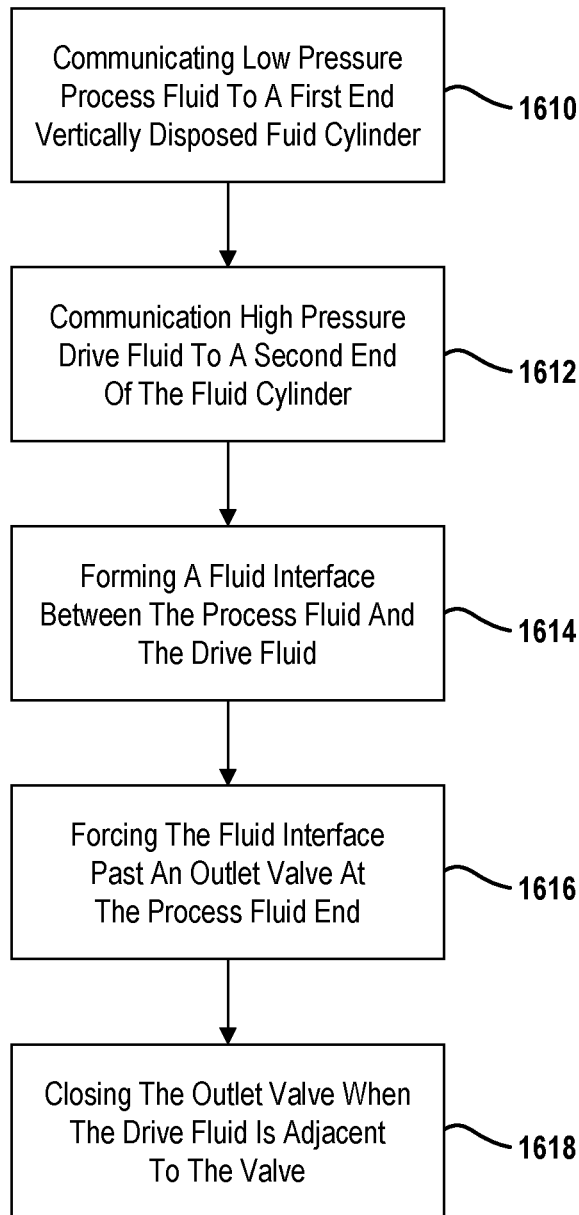 Communicating Low Pressure
Process Fluid To A First End
Vertically Disposed Fuid Cylinder
1610
Communication High Pressure
Drive Fluid To A Second End
Of The Fluid Cylinder
1612
Forming A Fluid Interface
Between The Process Fluid And
The Drive Fluid
1614
Forcing The Fluid Interface
Past An Outlet Valve At
The Process Fluid End
1616
Closing The Outlet Valve When
The Drive Fluid Is Adjacent
To The Valve
1618